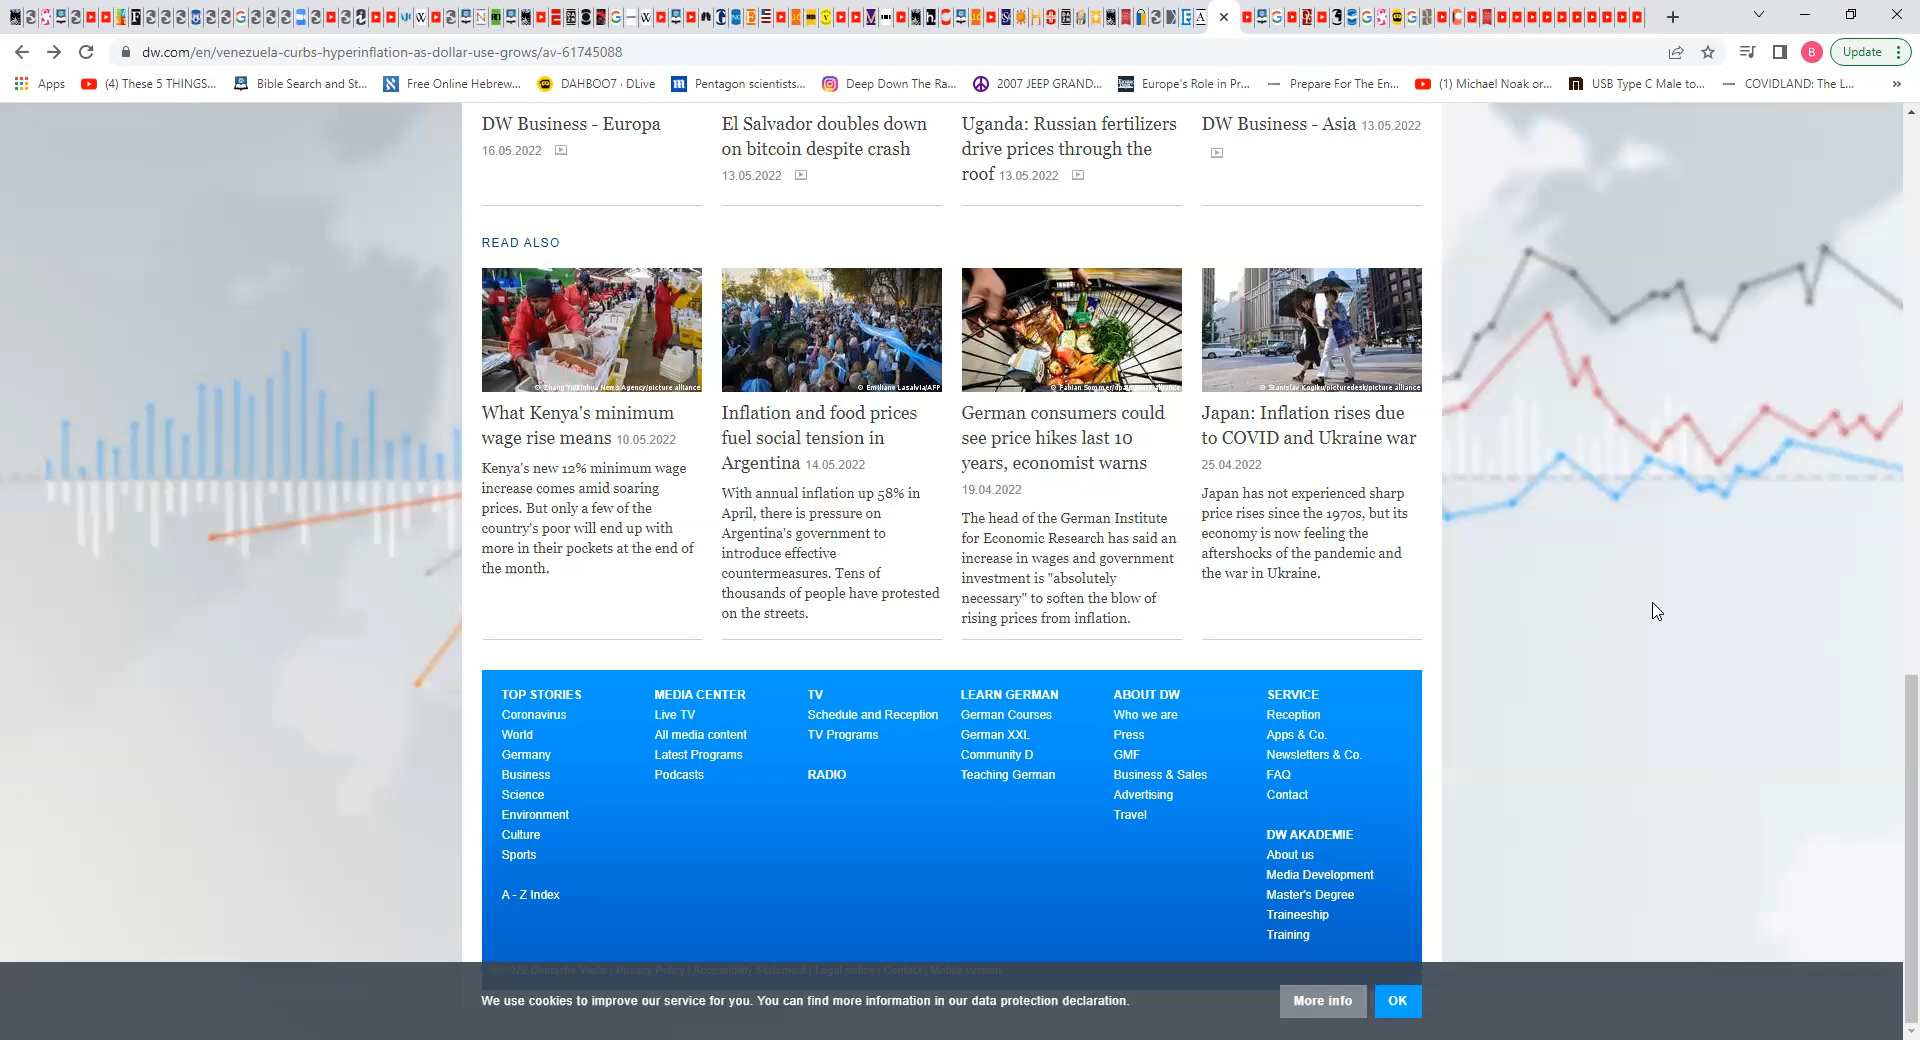 Update
dw.com/en/venezuela-curbs-hyperinflation-as-dollar-use-grows/av-61745088
B
Apps
(4) These 5 THINGS...
Bible Search and St...
Free Online Hebrew...
DAHBOO7 · DLive
Pentagon scientists...
Deep Down The Ra...
2007 JEEP GRAND...
Europe's Role in Pr...
Prepare For The En...
(1) Michael Noak or...
USB Type C Male to...
COVIDLAND: The L...
»
DW Business - Europa
16.05.2022
El Salvador doubles down
on bitcoin despite crash
13.05.2022
Uganda: Russian fertilizers
drive prices through the
roof 13.05.2022
DW Business - Asia 13.05.2022
READ ALSO
© Emiliano Lasalvia/AFP
What Kenya's minimum
wage rise means 10.05.2022
Kenya's new 12% minimum wage
increase comes amid soaring
prices. But only a few of the
country's poor will end up with
more in their pockets at the end of
the month.
Inflation and food prices
fuel social tension in
Argentina 14.05.2022
With annual inflation up 58% in
April, there is pressure on
Argentina's government to
introduce effective
countermeasures. Tens of
thousands of people have protested
on the streets.
German consumers could
see price hikes last 10
years, economist warns
19.04.2022
The head of the German Institute
for Economic Research has said an
increase in wages and government
investment is "absolutely
necessary" to soften the blow of
rising prices from inflation.
Japan: Inflation rises due
to COVID and Ukraine war
25.04.2022
Japan has not experienced sharp
price rises since the 1970s, but its
economy is now feeling the
aftershocks of the pandemic and
the war in Ukraine.
TOP STORIES
Coronavirus
World
Germany
Business
Science
Environment
Culture
Sports
A - Z Index
MEDIA CENTER
Live TV
All media content
Latest Programs
Podcasts
TV
Schedule and Reception
TV Programs
RADIO
LEARN GERMAN
German Courses
German XXL
Community D
Teaching German
ABOUT DW
Who we are
Press
GMF
Business & Sales
Advertising
Travel
SERVICE
Reception
Apps & Co.
Newsletters & Co.
FAQ
Contact
DW AKADEMIE
About us
Media Development
Master's Degree
Traineeship
Training
2022 Deutsche Welle | Privacy Policy | Accessibility Statement | Legal notice | Contact | Mobile version
We use cookies to improve our service for you. You can find more information in our data protection declaration.
More info
OK